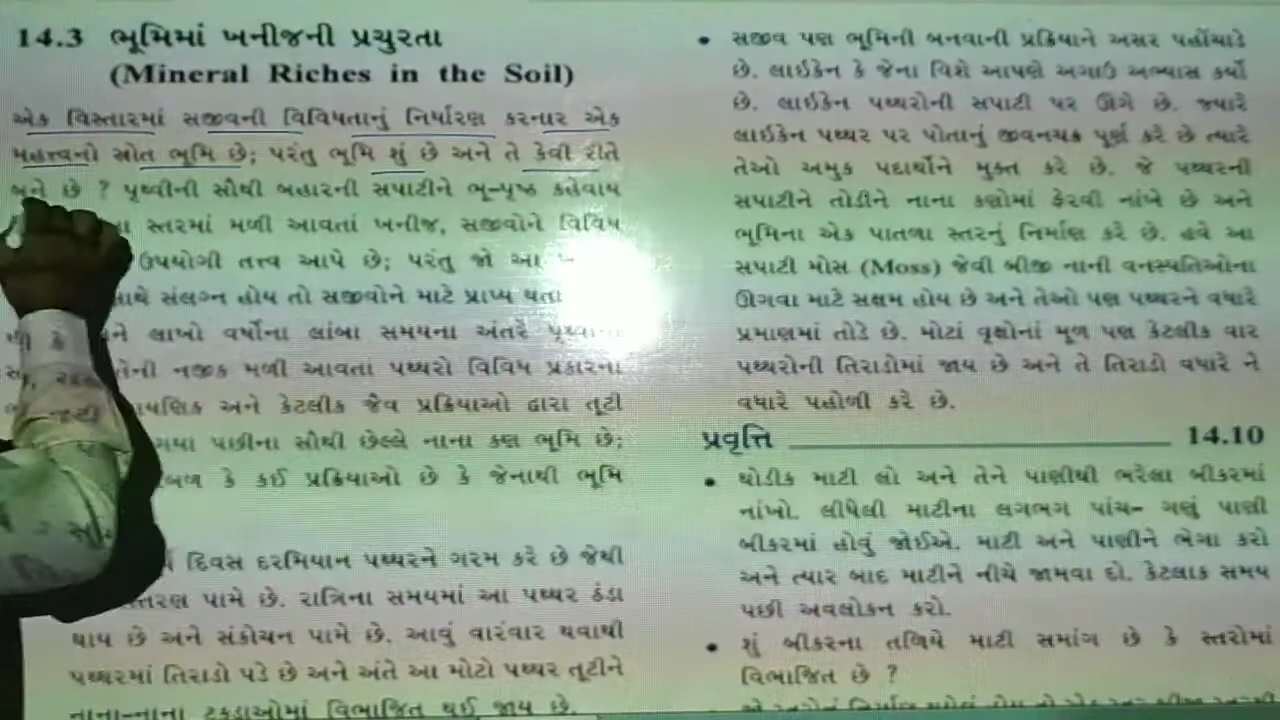 14.3 ભૂમિમાં ખનીજની પ્રચુરતા
(Mineral Riches in the Soil)
એક વિસ્તારમાં સજીવની વિવિધતાનું નિર્ધારણ કરનાર એક
મહત્ત્વનો સ્રોત ભૂમિ છે; પરંતુ ભૂમિ શું છે અને તે કેવી રીતે
બને છે ? પૃથ્વીની સૌથી બહારની સપાટીને ભૂ-પૃષ્ઠ કહેવાય
સ્તરમાં મળી આવતાં ખનીજ, સજીવોને વિવિધ
ઉપયોગી તત્ત્વ આપે છે; પરંતુ જો આ
સાથે સંલગ્ન હોય તો સજીવોને માટે પ્રાપ્ય થતા
લાખો વર્ષોના લાંબા સમયના અંતરે
તેની નજીક મળી આવતાં પથ્થરો વિવિધ પ્રકારના
અને કેટલીક જૈવ પ્રક્રિયાઓ દ્વારા તૂટી
ગયા પછીના સૌથી છેલ્લે નાના કણ ભૂમિ છે;
કે કઈ પ્રક્રિયાઓ છે કે જેનાથી ભૂમિ
દિવસ દરમિયાન પથ્થરને ગરમ કરે છે જેથી
પામે છે. રાત્રિના સમયમાં આ પથ્થર ઠંડા
થાય છે અને સંકોચન પામે છે. આવું વારંવાર થવાથી
પથ્થરમાં તિરાડો પડે છે અને અંતે આ મોટો પથ્થર તૂટીને
નાના-નાના ટુકડાઓમાં વિભાજિત થઈ જાય છે.
• સજીવ પણ ભૂમિની બનવાની પ્રક્રિયાને અસર પહોંચાડે
છે. લાઇકેન કે જેના વિશે આપણે અગાઉ અભ્યાસ કર્યો
છે. લાઇકેન પથ્થરોની સપાટી પર ઊગે છે. જ્યારે
લાઇકેન પથ્થર પર પોતાનું જીવનચક્ર પૂર્ણ કરે છે ત્યારે
તેઓ અમુક પદાર્થોને મુક્ત કરે છે. જે પથ્થરની
સપાટીને તોડીને નાના કણોમાં ફેરવી નાંખે છે અને
ભૂમિના એક પાતળા સ્તરનું નિર્માણ કરે છે. હવે આ
સપાટી મોસ (Moss) જેવી બીજી નાની વનસ્પતિઓના
ઊગવા માટે સક્ષમ હોય છે અને તેઓ પણ પથ્થરને વધારે
પ્રમાણમાં તોડે છે. મોટાં વૃક્ષોનાં મૂળ પણ કેટલીક વાર
પથ્થરોની તિરાડોમાં જાય છે અને તે તિરાડો વધારે ને
વધારે પહોળી કરે છે.
પ્રવૃત્તિ 14.10
• થોડીક માટી લો અને તેને પાણીથી ભરેલા બીકરમાં
નાંખો. લીધેલી માટીના લગભગ પાંચ- ગણું પાણી
બીકરમાં હોવું જોઈએ. માટી અને પાણીને ભેગા કરો
અને ત્યાર બાદ માટીને નીચે જામવા દો. કેટલાક સમય
પછી અવલોકન કરો.
• શું બીકરના તળિયે માટી સમાંગ છે કે સ્તરોમાં
વિભાજિત છે ?